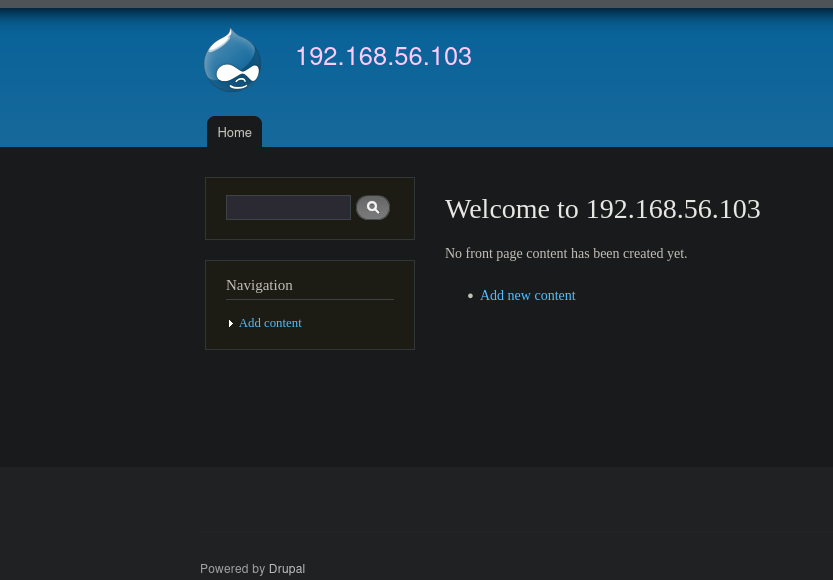 192.168.56.103
Home
Welcome to 192.168.56.103
No front page content has been created yet.
Add new content
Navigation
Add content
Powered by Drupal